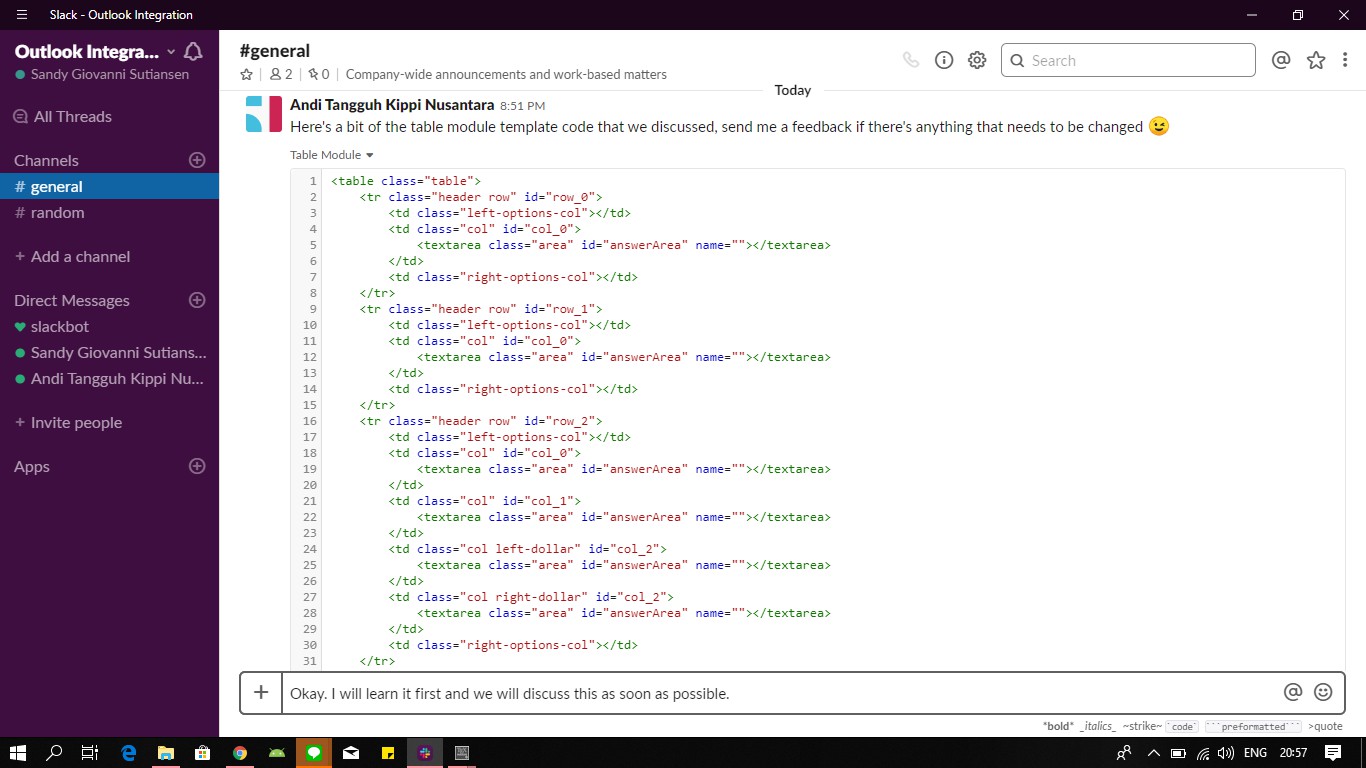 Slack - Outlook Integration
Outlook Integra...
Sandy Giovanni Sutiansen
All Threads
Channels
# general
# random
+ Add a channel
Direct Messages
slackbot
Sandy Giovanni Sutians...
Andi Tangguh Kippi Nu...
+ Invite people
Apps
#general
2 | 0 | Company-wide announcements and work-based matters
Search
Today
Andi Tangguh Kippi Nusantara 8:51 PM
Here's a bit of the table module template code that we discussed, send me a feedback if there's anything that needs to be changed 😉
Table Module
1 <table class="table">
2     <tr class="header row" id="row_0">
3         <td class="left-options-col"></td>
4         <td class="col" id="col_0">
5             <textarea class="area" id="answerArea" name=""></textarea>
6         </td>
7         <td class="right-options-col"></td>
8     </tr>
9     <tr class="header row" id="row_1">
10         <td class="left-options-col"></td>
11         <td class="col" id="col_0">
12             <textarea class="area" id="answerArea" name=""></textarea>
13         </td>
14         <td class="right-options-col"></td>
15     </tr>
16     <tr class="header row" id="row_2">
17         <td class="left-options-col"></td>
18         <td class="col" id="col_0">
19             <textarea class="area" id="answerArea" name=""></textarea>
20         </td>
21         <td class="col" id="col_1">
22             <textarea class="area" id="answerArea" name=""></textarea>
23         </td>
24         <td class="col left-dollar" id="col_2">
25             <textarea class="area" id="answerArea" name=""></textarea>
26         </td>
27         <td class="col right-dollar" id="col_2">
28             <textarea class="area" id="answerArea" name=""></textarea>
29         </td>
30         <td class="right-options-col"></td>
31     </tr>
Okay. I will learn it first and we will discuss this as soon as possible.
*bold* _italics_ ~strike~ `code` ```preformatted``` >quote
ENG 20:57